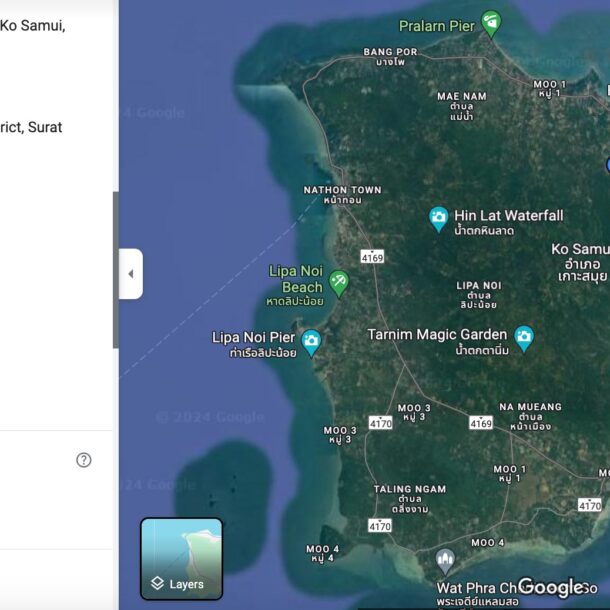 Ko Samui,
rict, Surat
Pralarn Pier
BANG POR
บางโพ
MOO 1
หมู่ 1
MAE NAM
ตำบล
แม่น้ำ
NATHON TOWN
หน้าทอน
Hin Lat Waterfall
น้ำตกหินลาด
4169
Ko Samu
อำเภอ
เกาะสมุย
Lipa Noi
Beach
หาดลิปะน้อย
LIPA NOI
ตำบล
ลิปะน้อย
Lipa Noi Pier
ท่าเรือลิปะน้อย
Tarnim Magic Garden
น้ำตกตานิ่ม
© 2024 Google
MOO 3
หมู่ 3
NA MUEANG
ตำบล
หน้าเมือง
4170
4169
MOO 3
หมู่ 3
MOO 1
หมู่ 1
TALING NGAM
ตำบล
ตลิ่งงาม
4170
4170
MOO 4
หมู่ 4
MOO 4
Layers
Wat Phra Ch
So
พระเจดีย์แหลมสอ
Google